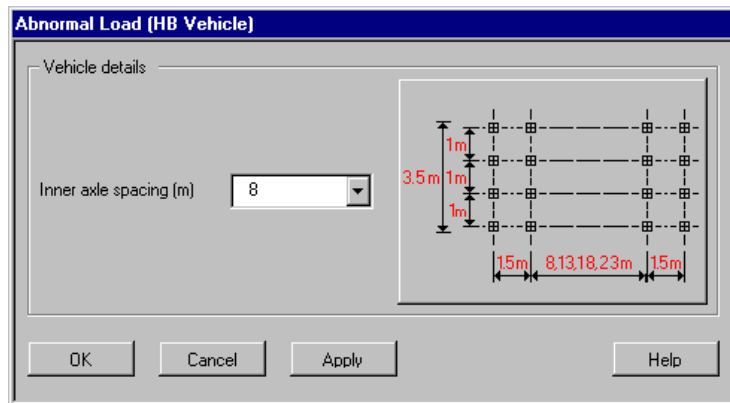 Abnormal Load (HB Vehicle)
Vehicle details
Inner axle spacing (m)
8
1m
3.5m 1m
1m
1.5m 8,13,18,23m 1.5m
OK Cancel Apply Help